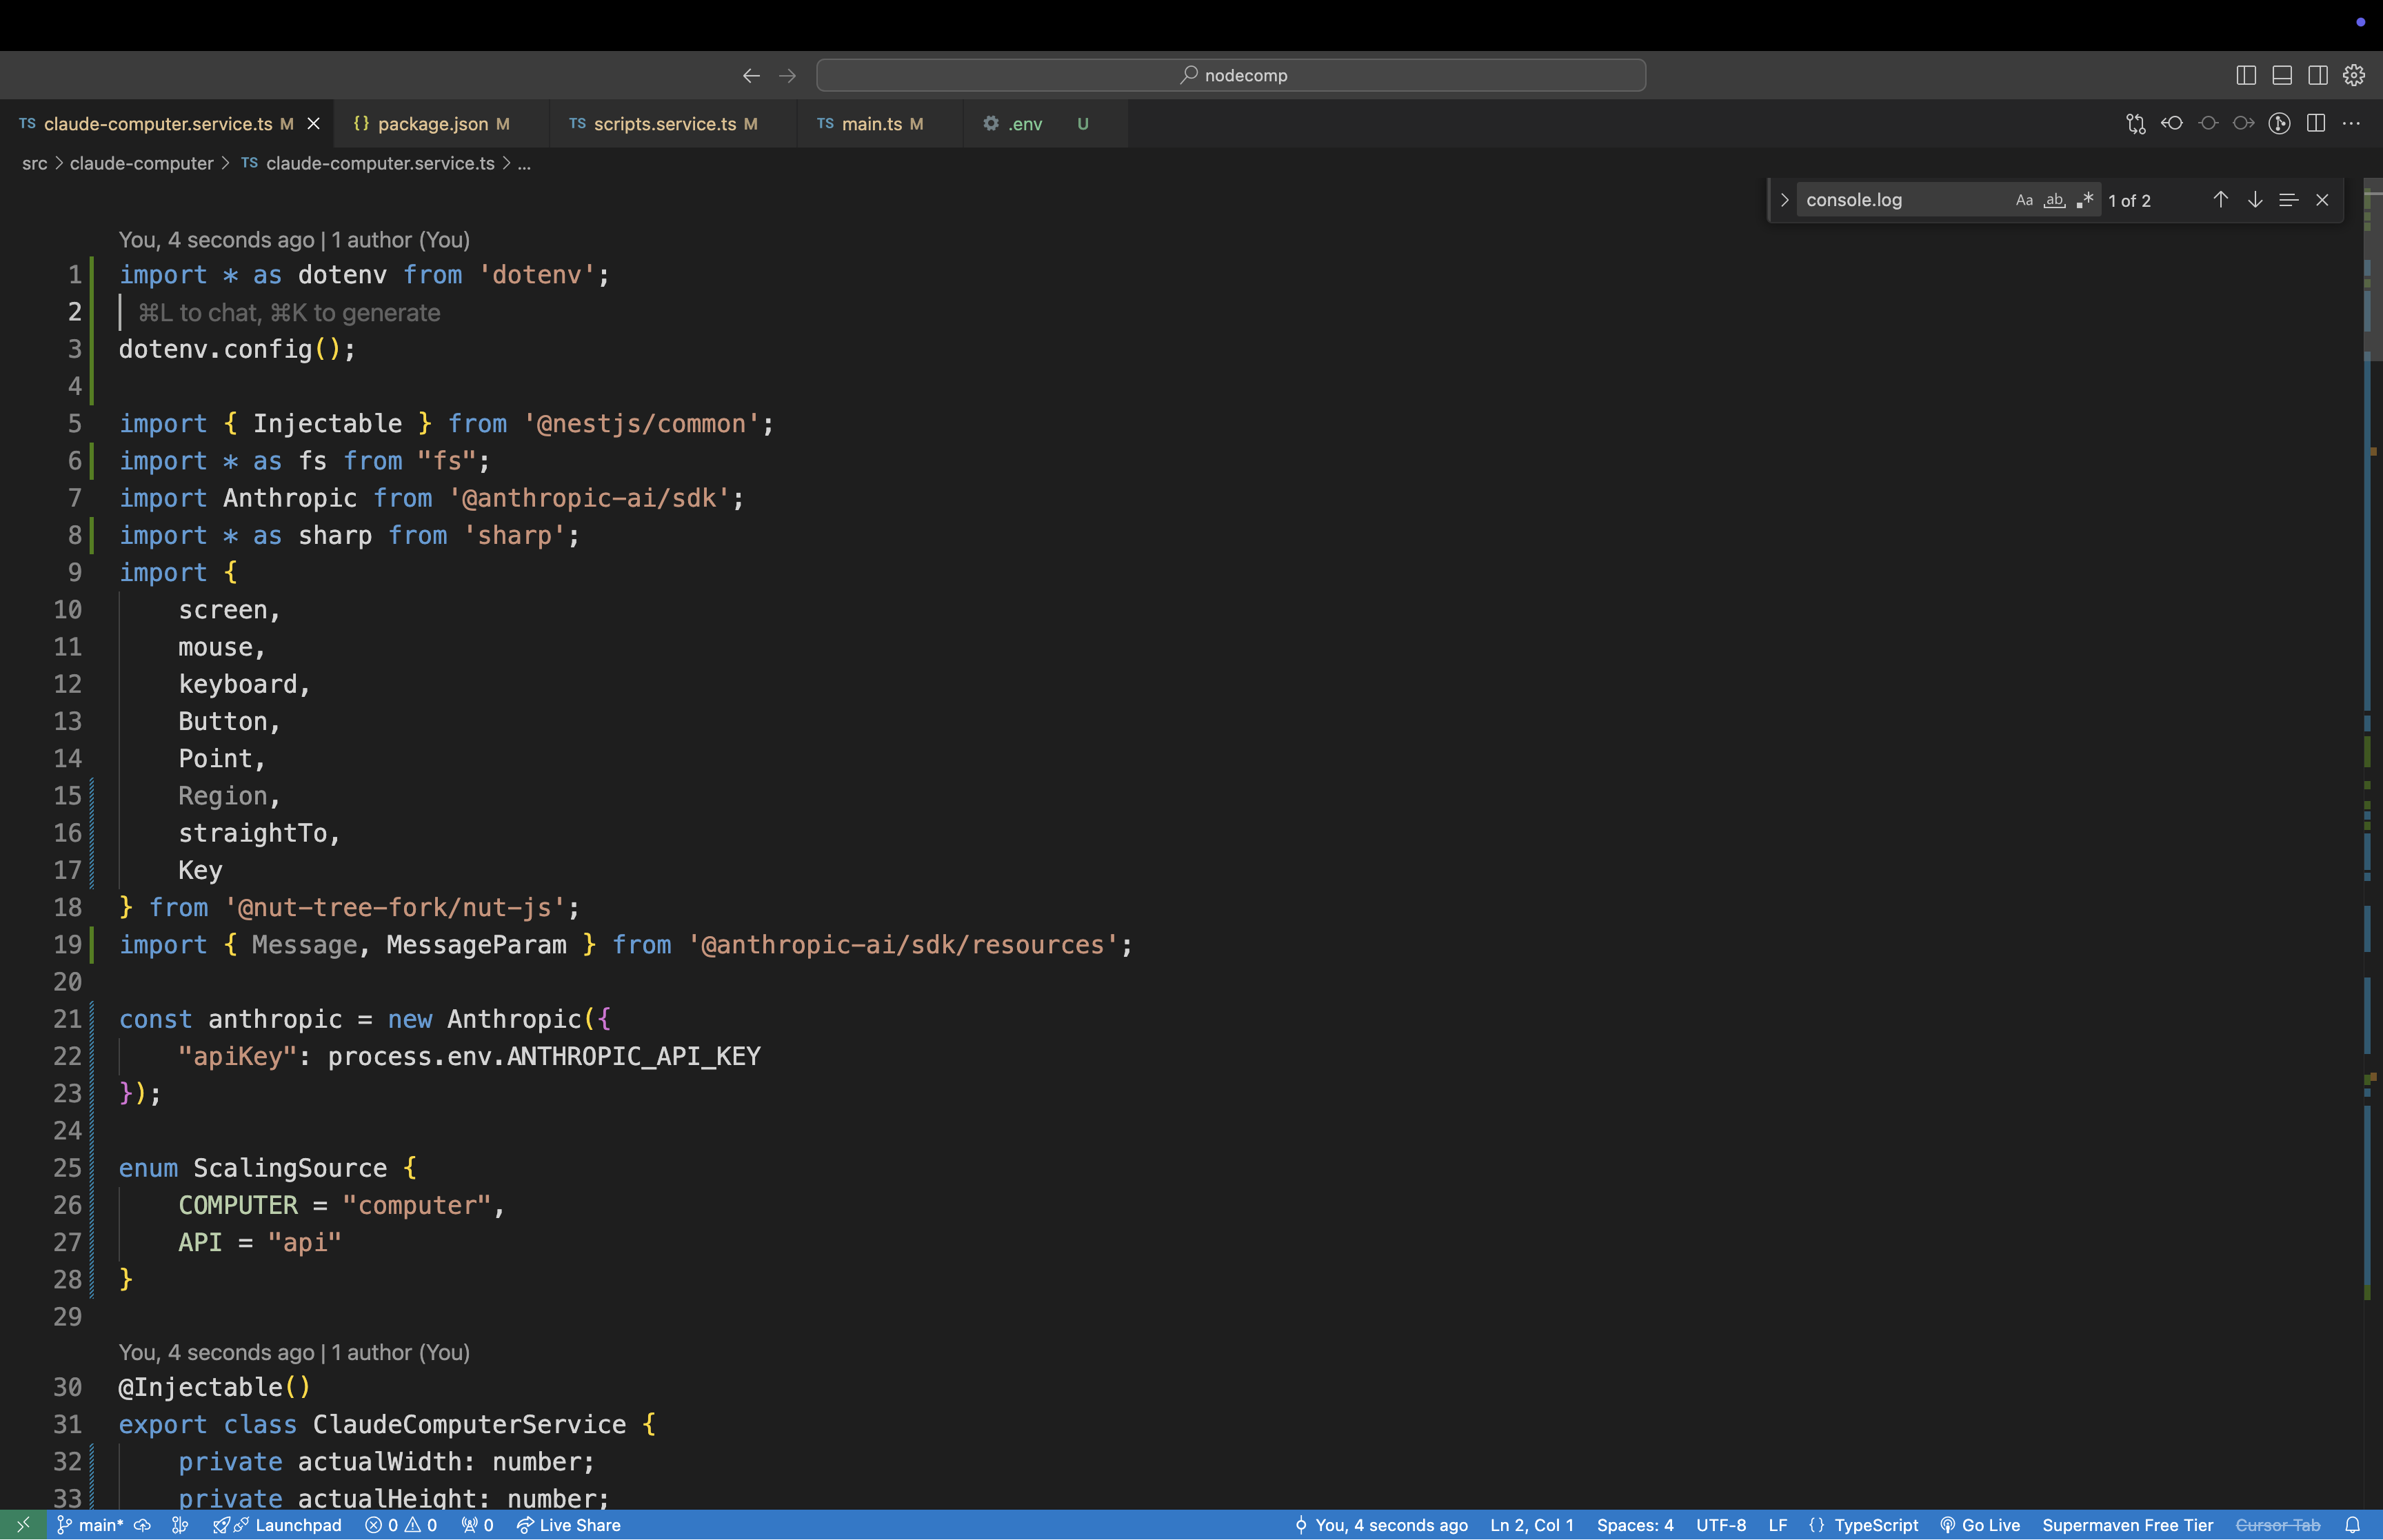 nodecomp
TS claude-computer.service.ts M
{} package.json M
TS scripts.service.ts M
TS main.ts M
.env U
src > claude-computer > TS claude-computer.service.ts > ...
console.log Aa ab 1 of 2
You, 4 seconds ago | 1 author (You)
1 import * as dotenv from 'dotenv';
2 ⌘L to chat, ⌘K to generate
3 dotenv.config();
4
5 import { Injectable } from '@nestjs/common';
6 import * as fs from "fs";
7 import Anthropic from '@anthropic-ai/sdk';
8 import * as sharp from 'sharp';
9 import {
10 screen,
11 mouse,
12 keyboard,
13 Button,
14 Point,
15 Region,
16 straightTo,
17 Key
18 } from '@nut-tree-fork/nut-js';
19 import { Message, MessageParam } from '@anthropic-ai/sdk/resources';
20
21 const anthropic = new Anthropic({
22 "apiKey": process.env.ANTHROPIC_API_KEY
23 });
24
25 enum ScalingSource {
26 COMPUTER = "computer",
27 API = "api"
28 }
29
You, 4 seconds ago | 1 author (You)
30 @Injectable()
31 export class ClaudeComputerService {
32 private actualWidth: number;
33 private actualHeight: number;
main* Launchpad 0 0 0 Live Share You, 4 seconds ago Ln 2, Col 1 Spaces: 4 UTF-8 LF {} TypeScript Go Live Supermaven Free Tier Cursor Tab